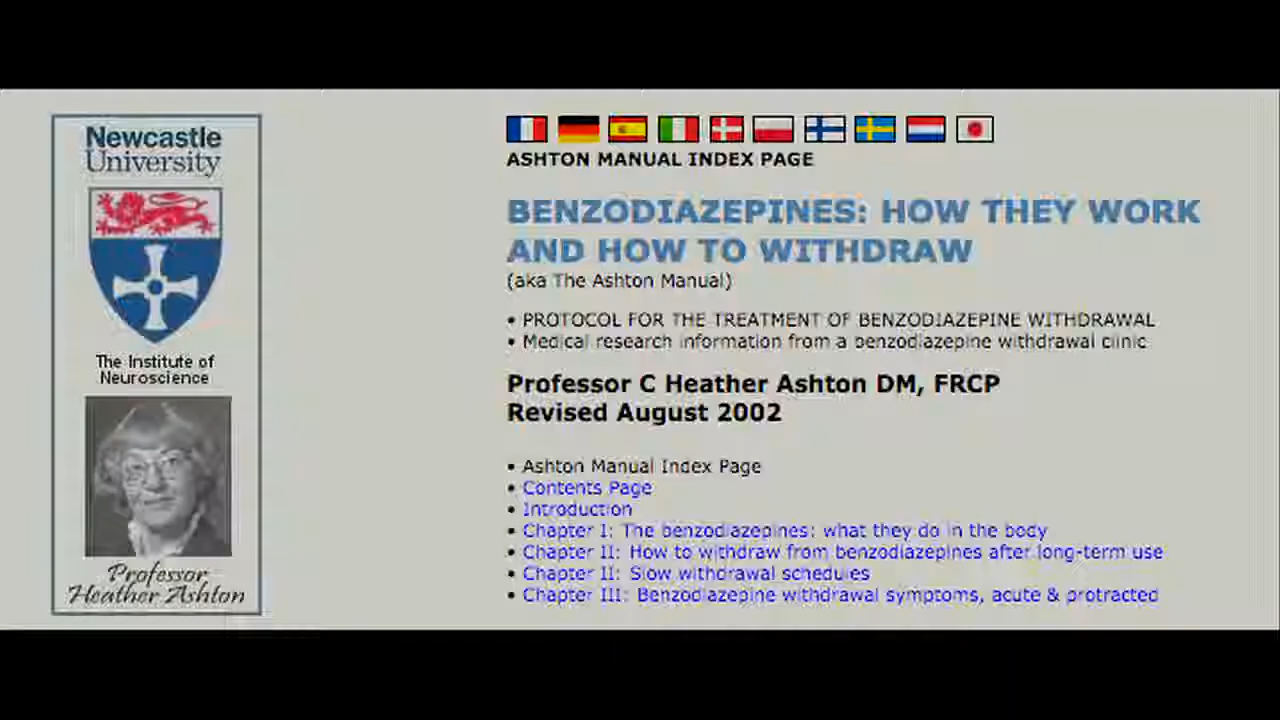 Newcastle
University
The Institute of
Neuroscience
Professor
Heather Ashton
ASHTON MANUAL INDEX PAGE
BENZODIAZEPINES: HOW THEY WORK
AND HOW TO WITHDRAW
(aka The Ashton Manual)
• PROTOCOL FOR THE TREATMENT OF BENZODIAZEPINE WITHDRAWAL
• Medical research information from a benzodiazepine withdrawal clinic
Professor C Heather Ashton DM, FRCP
Revised August 2002
• Ashton Manual Index Page
• Contents Page
• Introduction
• Chapter I: The benzodiazepines: what they do in the body
• Chapter II: How to withdraw from benzodiazepines after long-term use
• Chapter II: Slow withdrawal schedules
• Chapter III: Benzodiazepine withdrawal symptoms, acute & protracted